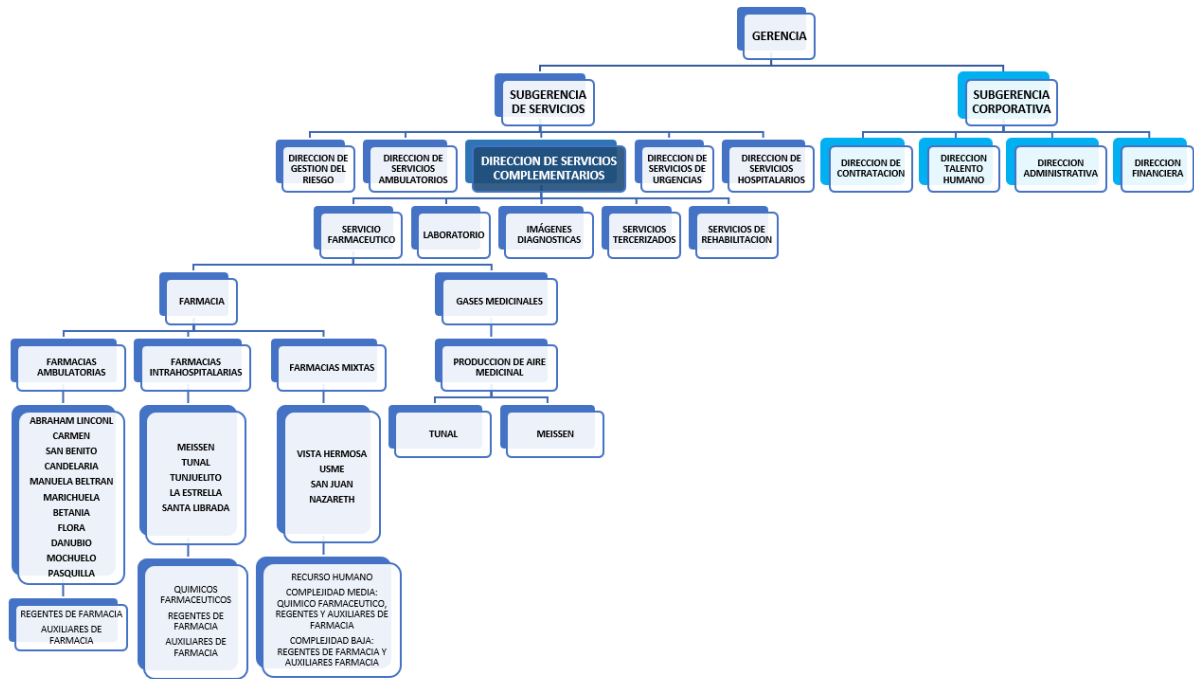 GERENCIA
SUBGERENCIA
DE SERVICIOS
SUBGERENCIA
CORPORATIVA
DIRECCION DE
GESTION DEL
RIESGO
DIRECCION DE
SERVICIOS
AMBULATORIOS
DIRECCION DE SERVICIOS
COMPLEMENTARIOS
DIRECCION DE
SERVICIOS DE
URGENCIAS
DIRECCION DE
SERVICIOS
HOSPITALARIOS
DIRECCION DE
CONTRATACION
DIRECCION
TALENTO
HUMANO
DIRECCION
ADMINISTRATIVA
DIRECCION
FINANCIERA
SERVICIO
FARMACEUTICO
LABORATORIO
IMÁGENES
DIAGNOSTICAS
SERVICIOS
TERCERIZADOS
SERVICIOS DE
REHABILITACION
FARMACIA
GASES MEDICINALES
FARMACIAS
AMBULATORIAS
FARMACIAS
INTRAHOSPITALARIAS
FARMACIAS MIXTAS
PRODUCCION DE AIRE
MEDICINAL
ABRAHAM LINCONL
CARMEN
SAN BENITO
CANDELARIA
MANUELA BELTRAN
MARICHUELA
BETANIA
FLORA
DANUBIO
MOCHUELO
PASQUILLA
MEISSEN
TUNAL
TUNJUELITO
LA ESTRELLA
SANTA LIBRADA
VISTA HERMOSA
USME
SAN JUAN
NAZARETH
TUNAL
MEISSEN
REGENTES DE FARMACIA
AUXILIARES DE
FARMACIA
QUIMICOS
FARMACEUTICOS
REGENTES DE
FARMACIA
AUXILIARES DE
FARMACIA
RECURSO HUMANO
COMPLEJIDAD MEDIA:
QUIMICO FARMACEUTICO,
REGENTES Y AUXILIARES DE
FARMACIA
COMPLEJIDAD BAJA:
REGENTES DE FARMACIA Y
AUXILIARES FARMACIA